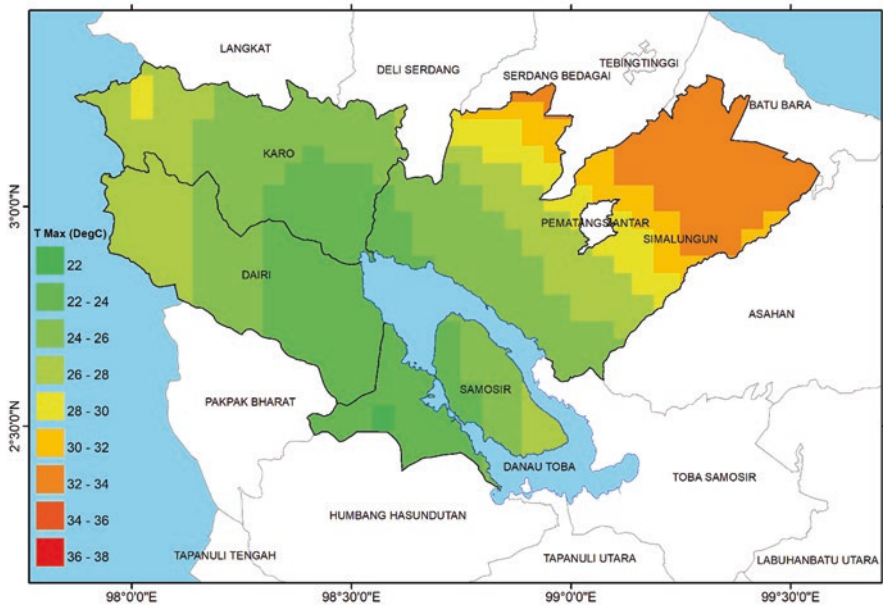 LANGKAT
DELI SERDANG
TEBINGTINGGI
SERDANG BEDAGAI
BATU BARA
KARO
3°0'0"N
PEMATANGSIANTAR
SIMALUNGUN
T Max (DegC)
22
22 - 24
24 - 26
26 - 28
28 - 30
30 - 32
32 - 34
34 - 36
36 - 38
DAIRI
ASAHAN
SAMOSIR
PAKPAK BHARAT
2°30'0"N
DANAU TOBA
TOBA SAMOSIR
HUMBANG HASUNDUTAN
TAPANULI TENGAH
TAPANULI UTARA
LABUHANBATU UTARA
98°0'0"E
98°30'0"E
99°0'0"E
99°30'0"E